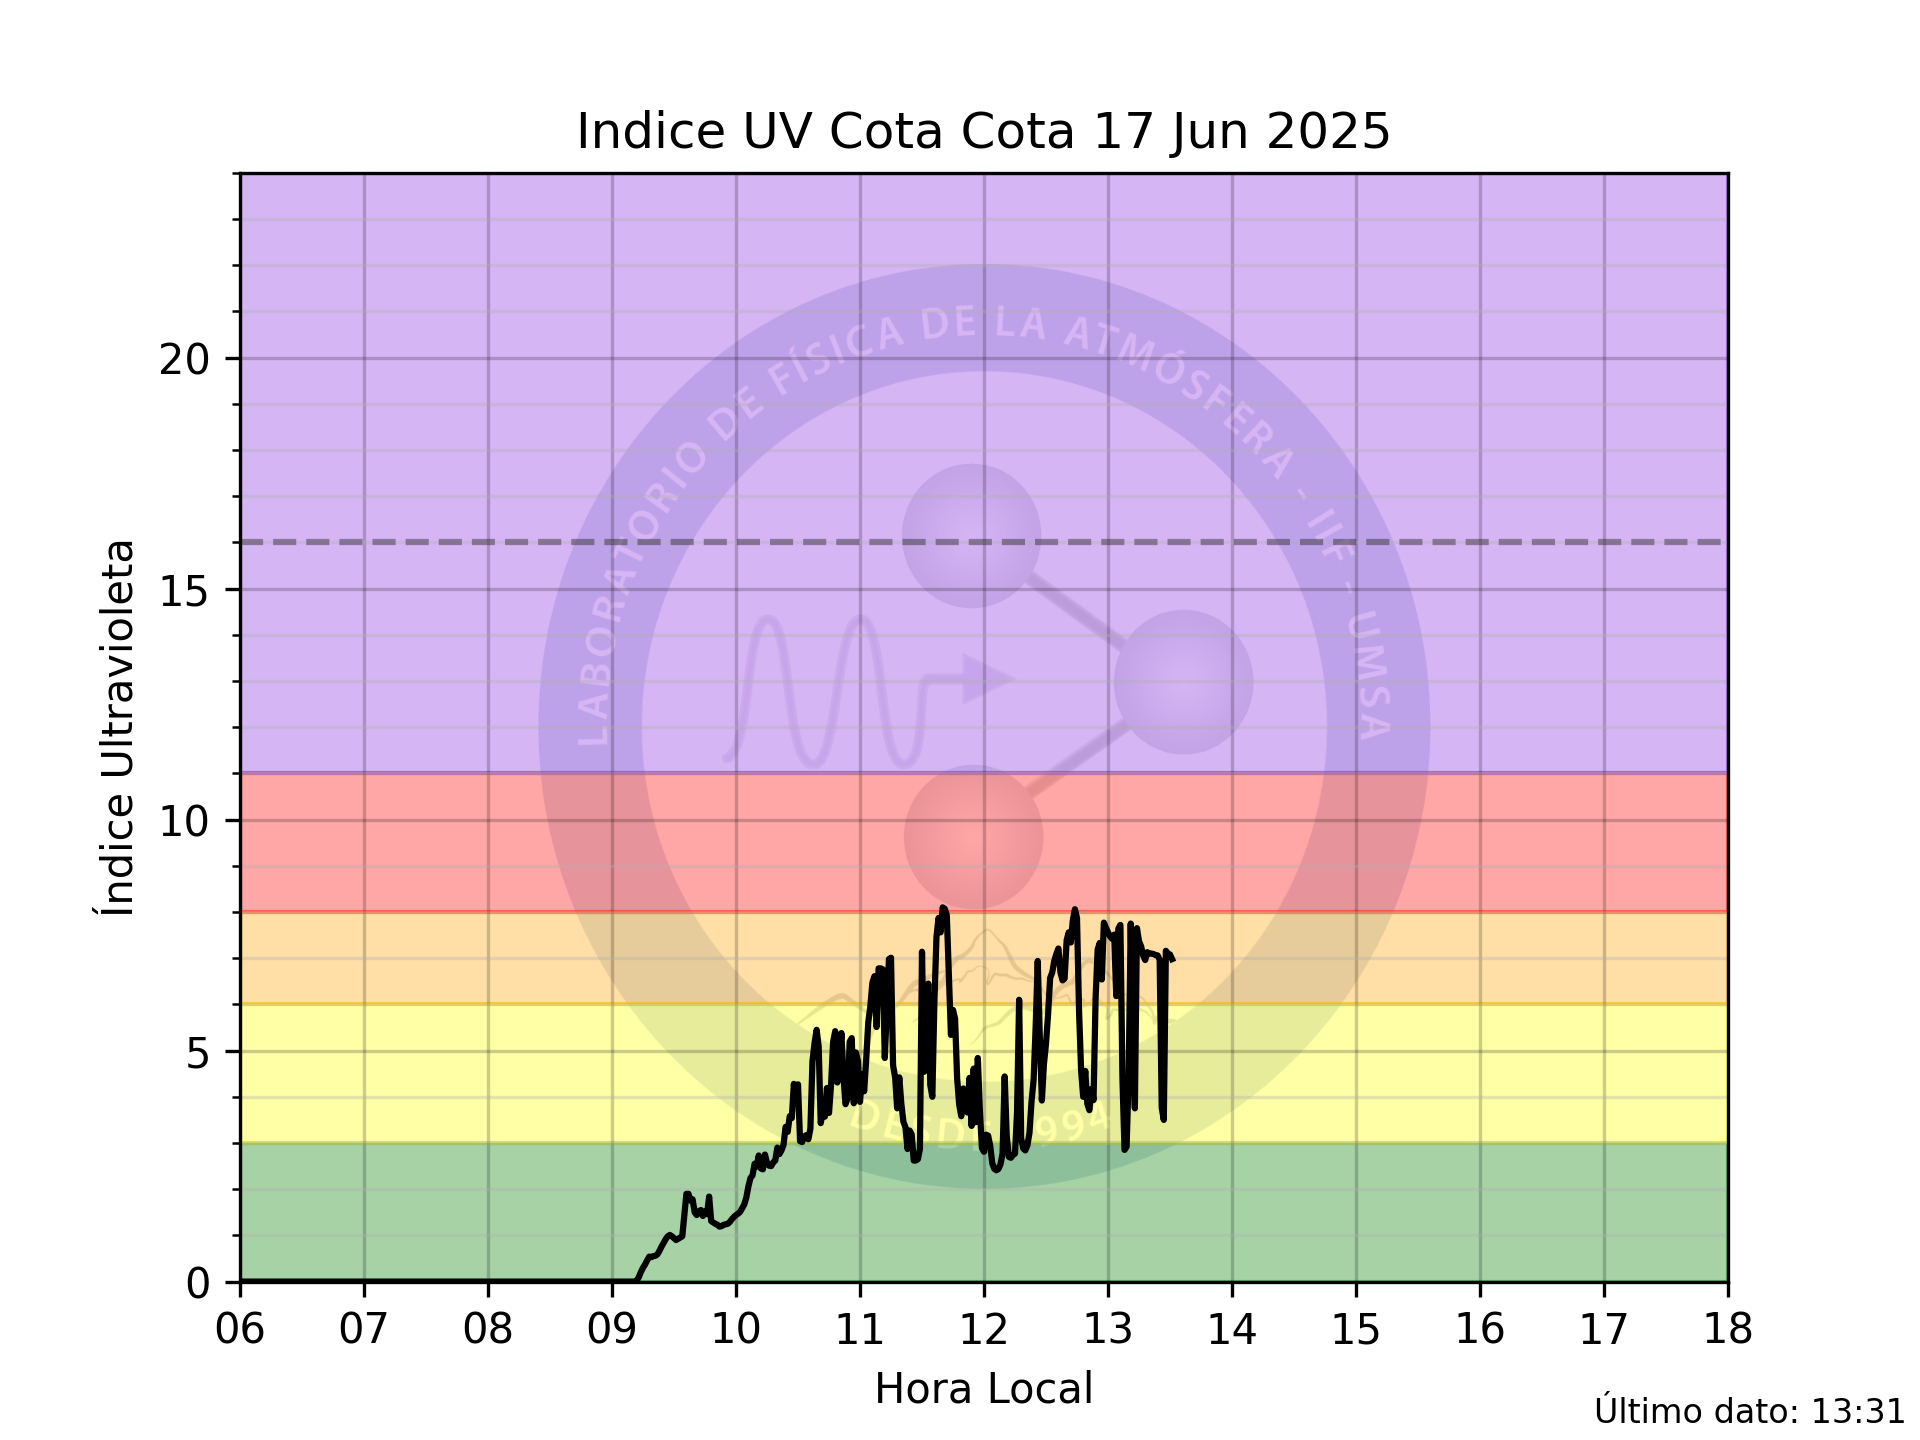 Indice UV Cota Cota 17 Jun 2025
Índice Ultravioleta
20
15
10
5
0
06 07 08 09 10 11 12 13 14 15 16 17 18
Hora Local
Último dato: 13:31
LABORATORIO DE FÍSICA DE LA ATMÓSFERA - IIF - UMSA
DESDE 1994